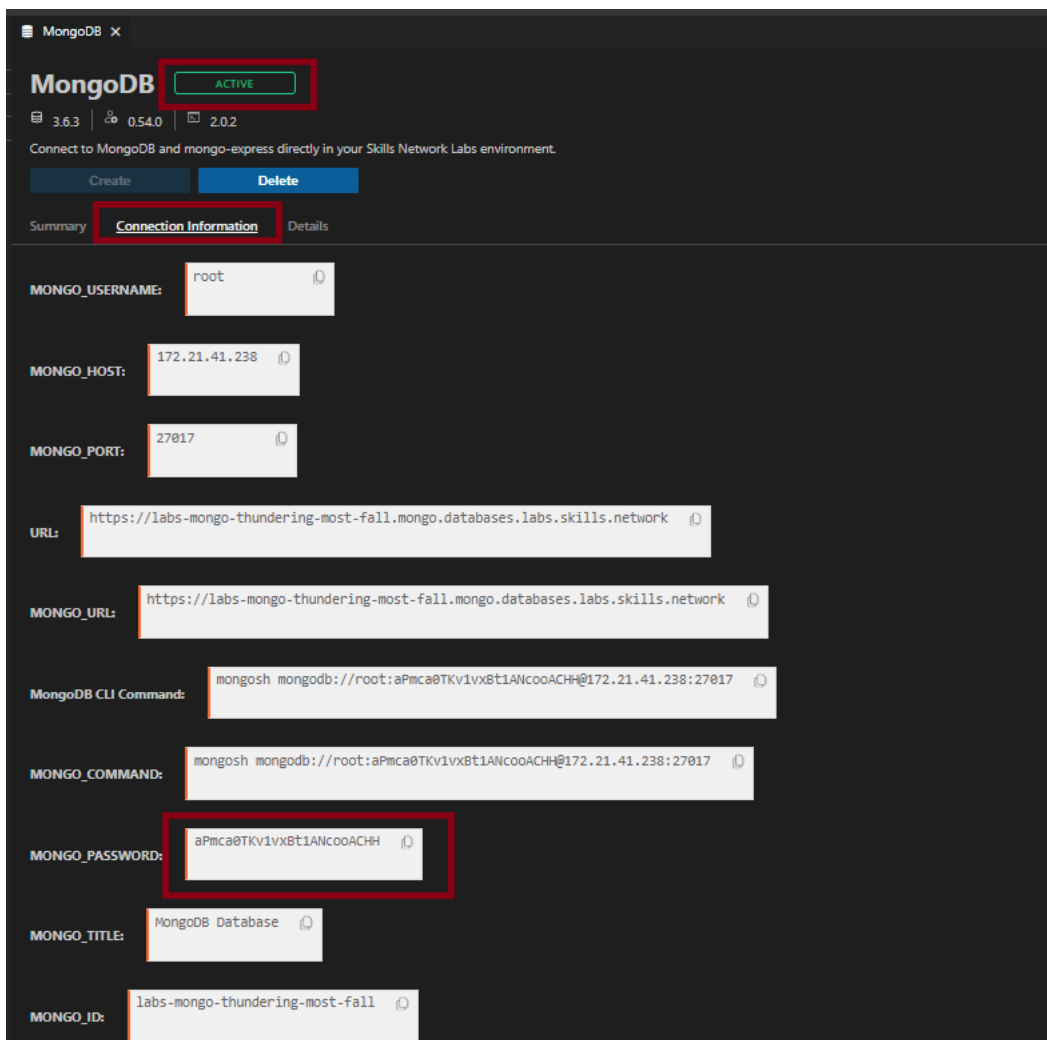 MongoDB
MongoDB ACTIVE
3.6.3 0.54.0 2.0.2
Connect to MongoDB and mongo-express directly in your Skills Network Labs environment.
Create Delete
Summary Connection Information Details
MONGO_USERNAME: root
MONGO_HOST: 172.21.41.238
MONGO_PORT: 27017
URL: https://labs-mongo-thundering-most-fall.mongo.databases.labs.skills.network
MONGO_URL: https://labs-mongo-thundering-most-fall.mongo.databases.labs.skills.network
MongoDB CLI Command: mongosh mongodb://root:aPmca0TKv1vxBt1ANcooACHH@172.21.41.238:27017
MONGO_COMMAND: mongosh mongodb://root:aPmca0TKv1vxBt1ANcooACHH@172.21.41.238:27017
MONGO_PASSWORD: aPmca0TKv1vxBt1ANcooACHH
MONGO_TITLE: MongoDB Database
MONGO_ID: labs-mongo-thundering-most-fall